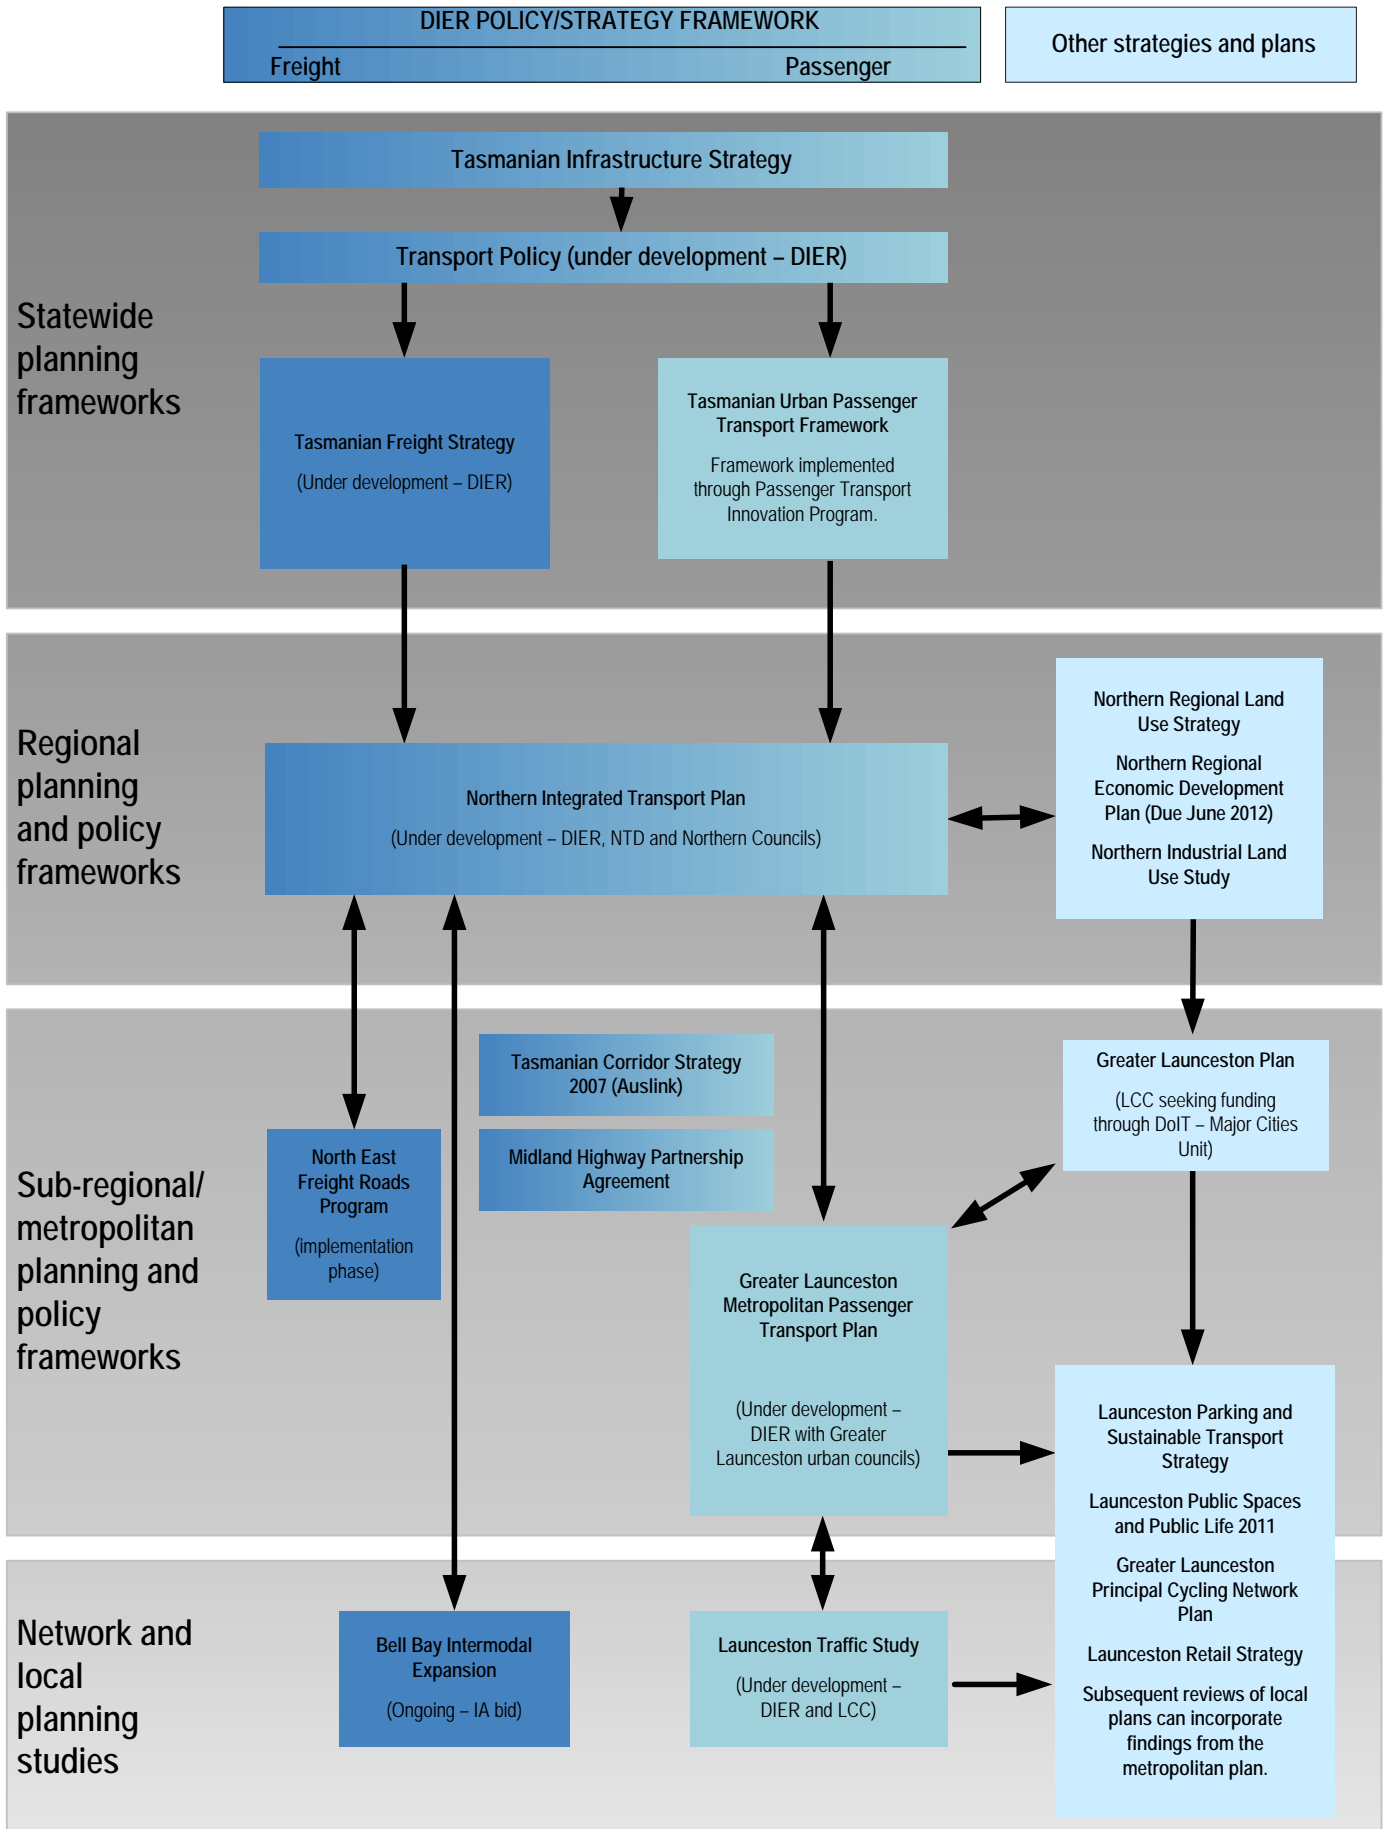 DIER POLICY/STRATEGY FRAMEWORK
Freight
Passenger
Other strategies and plans
Statewide
planning
frameworks
Tasmanian Infrastructure Strategy
Transport Policy (under development – DIER)
Tasmanian Freight Strategy
(Under development – DIER)
Tasmanian Urban Passenger
Transport Framework
Framework implemented
through Passenger Transport
Innovation Program.
Regional
planning
and policy
frameworks
Northern Integrated Transport Plan
(Under development – DIER, NTD and Northern Councils)
Northern Regional Land
Use Strategy
Northern Regional
Economic Development
Plan (Due June 2012)
Northern Industrial Land
Use Study
Sub-regional/
metropolitan
planning and
policy
frameworks
Tasmanian Corridor Strategy
2007 (Auslink)
Midland Highway Partnership
Agreement
North East
Freight Roads
Program
(implementation
phase)
Greater Launceston Plan
(LCC seeking funding
through DoIT – Major Cities
Unit)
Greater Launceston
Metropolitan Passenger
Transport Plan
(Under development –
DIER with Greater
Launceston urban councils)
Launceston Parking and
Sustainable Transport
Strategy
Launceston Public Spaces
and Public Life 2011
Greater Launceston
Principal Cycling Network
Plan
Launceston Retail Strategy
Subsequent reviews of local
plans can incorporate
findings from the
metropolitan plan.
Network and
local
planning
studies
Bell Bay Intermodal
Expansion
(Ongoing – IA bid)
Launceston Traffic Study
(Under development –
DIER and LCC)